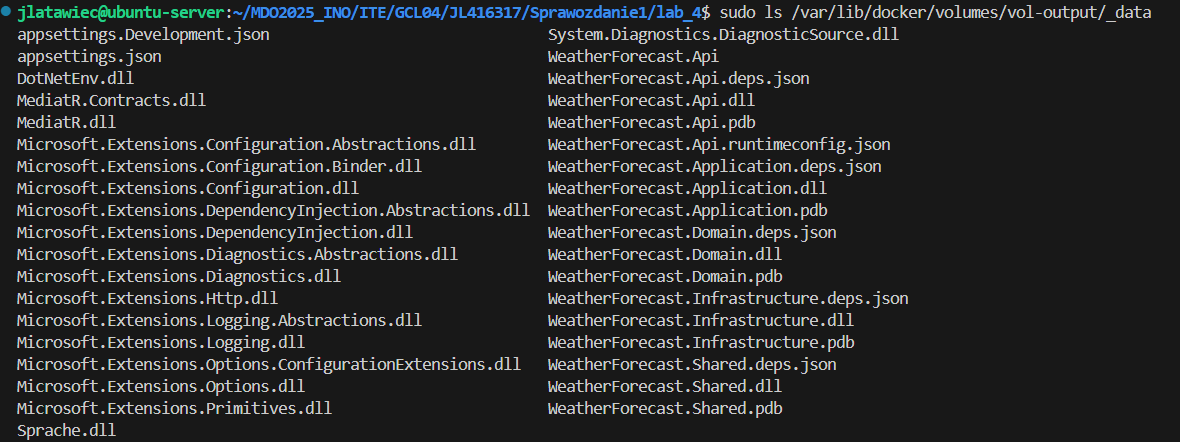 jlatawiec@ubuntu-server:~/MDO2025_INO/ITE/GCL04/JL416317/Sprawozdanie1/lab_4$ sudo ls /var/lib/docker/volumes/vol-output/_data
appsettings.Development.json System.Diagnostics.DiagnosticSource.dll
appsettings.json WeatherForecast.Api
DotNetEnv.dll WeatherForecast.Api.deps.json
MediatR.Contracts.dll WeatherForecast.Api.dll
MediatR.dll WeatherForecast.Api.pdb
Microsoft.Extensions.Configuration.Abstractions.dll WeatherForecast.Api.runtimeconfig.json
Microsoft.Extensions.Configuration.Binder.dll WeatherForecast.Application.deps.json
Microsoft.Extensions.Configuration.dll WeatherForecast.Application.dll
Microsoft.Extensions.DependencyInjection.Abstractions.dll WeatherForecast.Application.pdb
Microsoft.Extensions.DependencyInjection.dll WeatherForecast.Domain.deps.json
Microsoft.Extensions.Diagnostics.Abstractions.dll WeatherForecast.Domain.dll
Microsoft.Extensions.Diagnostics.dll WeatherForecast.Domain.pdb
Microsoft.Extensions.Http.dll WeatherForecast.Infrastructure.deps.json
Microsoft.Extensions.Logging.Abstractions.dll WeatherForecast.Infrastructure.dll
Microsoft.Extensions.Logging.dll WeatherForecast.Infrastructure.pdb
Microsoft.Extensions.Options.ConfigurationExtensions.dll WeatherForecast.Shared.deps.json
Microsoft.Extensions.Options.dll WeatherForecast.Shared.dll
Microsoft.Extensions.Primitives.dll WeatherForecast.Shared.pdb
Sprache.dll